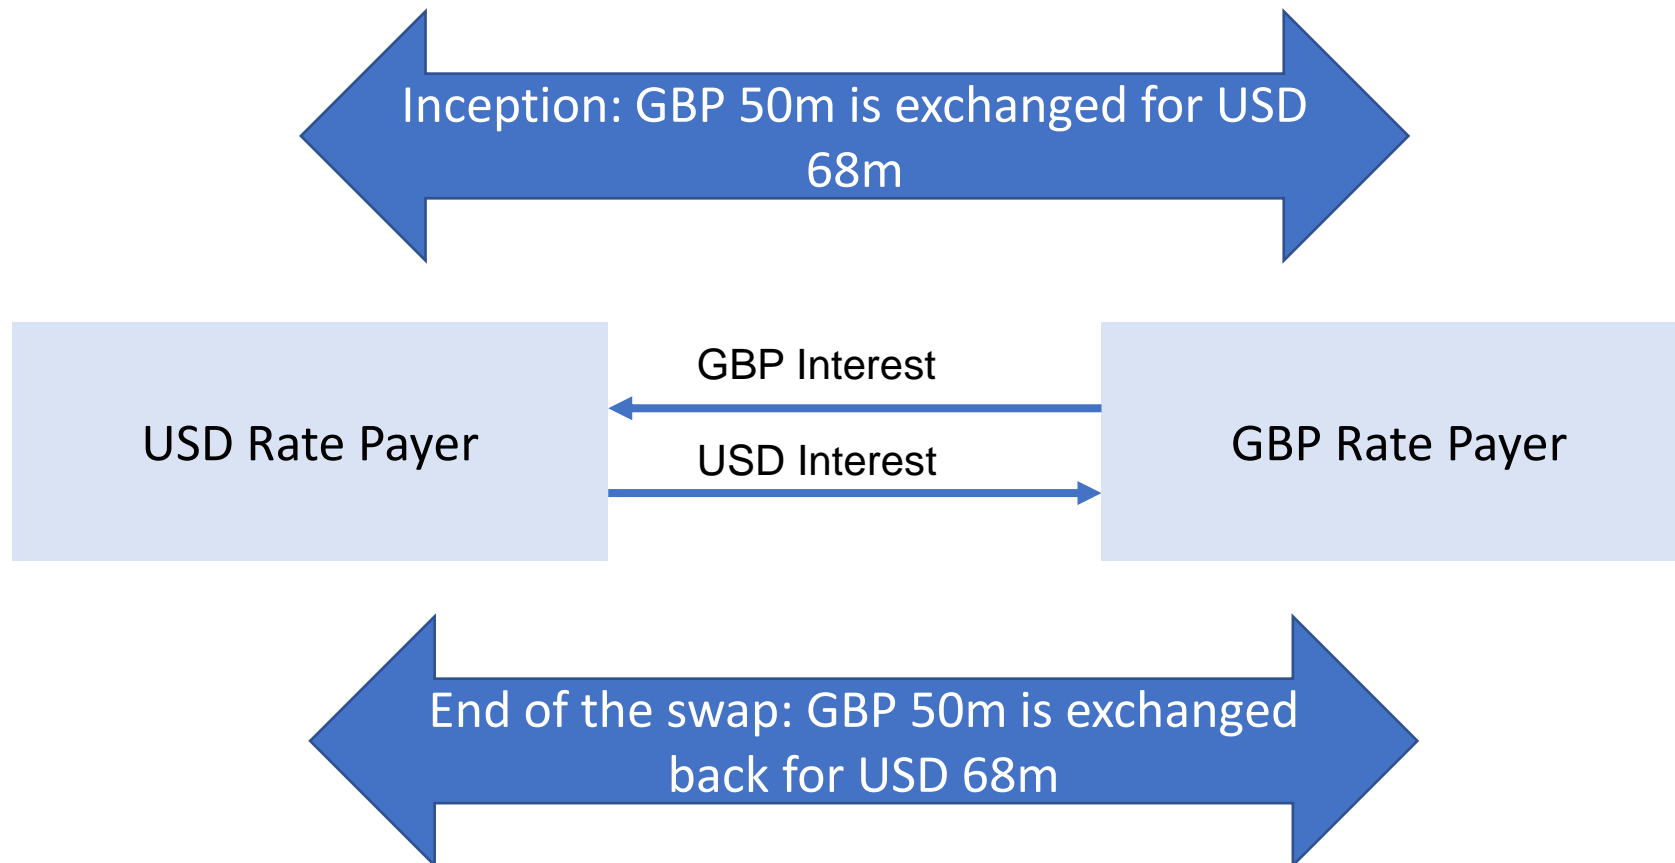 Inception: GBP 50m is exchanged for USD
68m
GBP Interest
USD Rate Payer
GBP Rate Payer
USD Interest
End of the swap: GBP 50m is exchanged
back for USD 68m